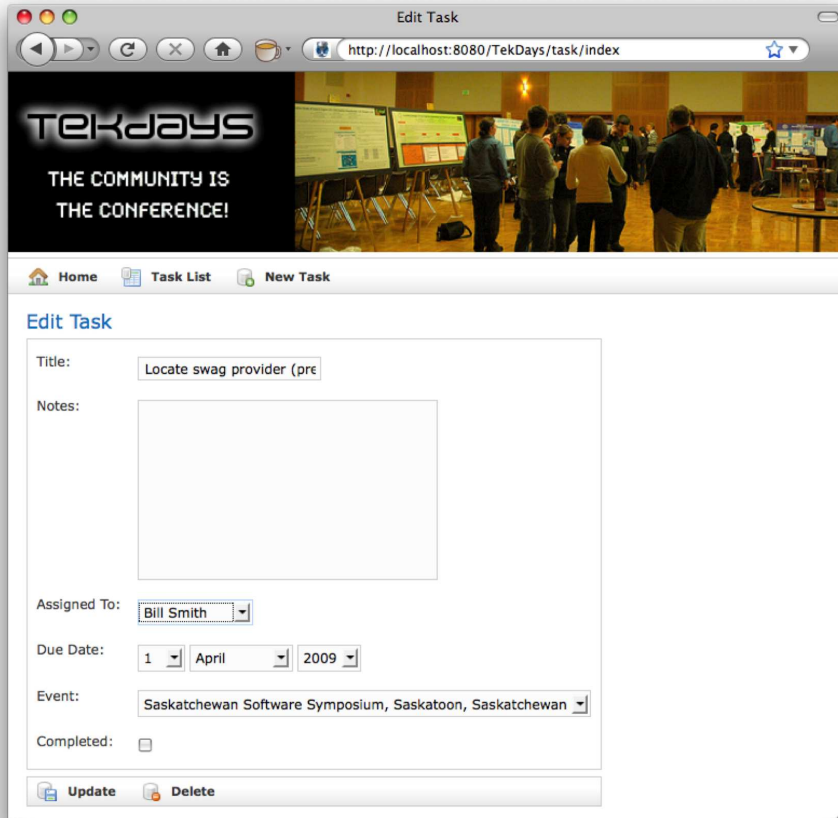 Edit Task
http://localhost:8080/TekDays/task/index
TEKDAYS
THE COMMUNITY IS
THE CONFERENCE!
Home Task List New Task
Edit Task
Title: Locate swag provider (pre
Notes:
Assigned To: Bill Smith
Due Date: 1 April 2009
Event: Saskatchewan Software Symposium, Saskatoon, Saskatchewan
Completed:
Update Delete